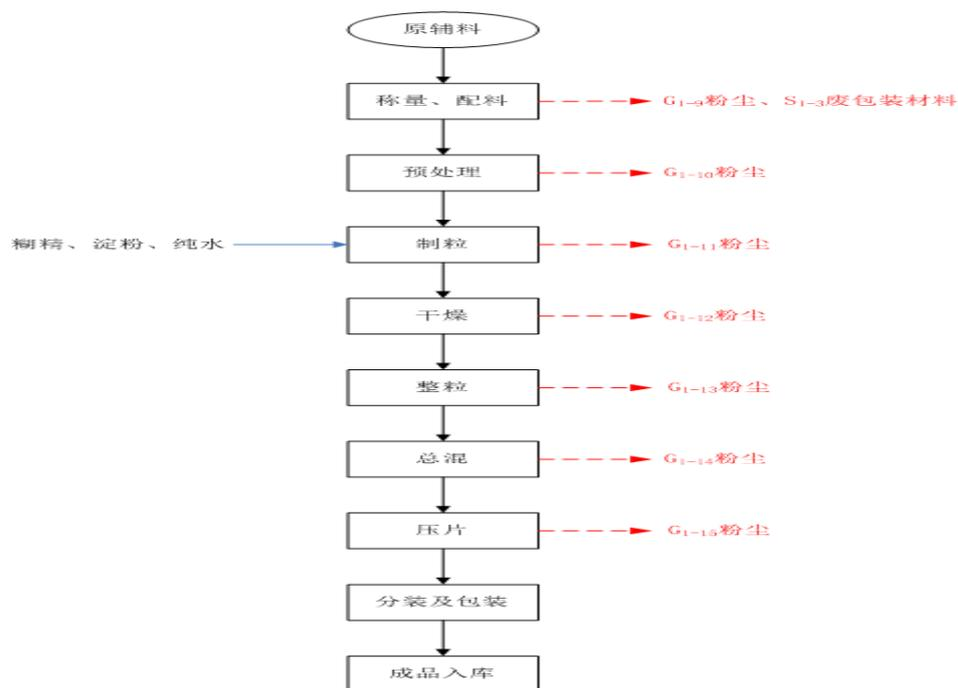 原辅料
称量、配料 G₁₋₉粉尘、S₁₋₃废包装材料
预处理 G₁₋₁₀粉尘
糊精、淀粉、纯水 制粒 G₁₋₁₁粉尘
干燥 G₁₋₁₂粉尘
整粒 G₁₋₁₃粉尘
总混 G₁₋₁₄粉尘
压片 G₁₋₁₅粉尘
分装及包装
成品入库